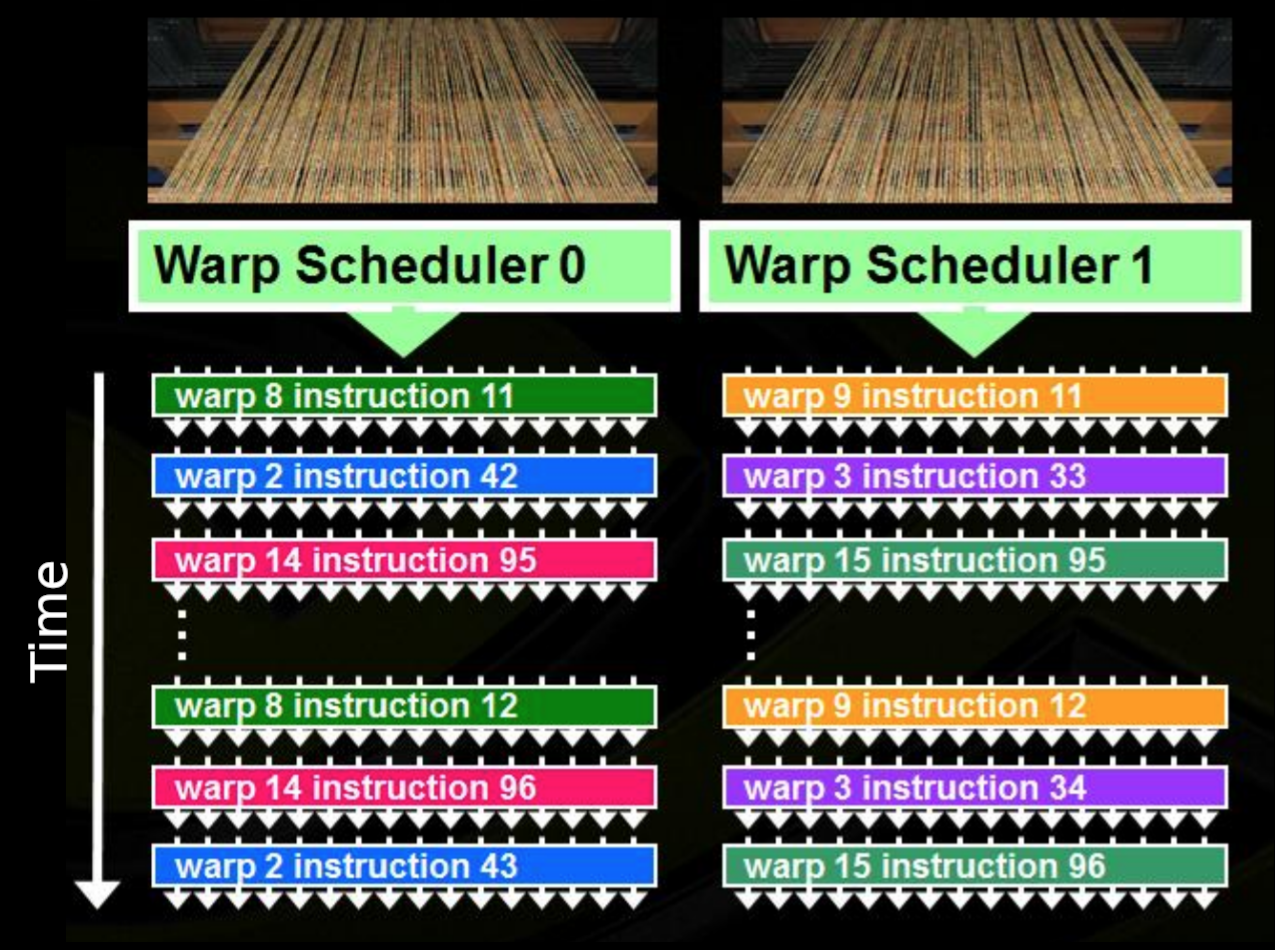 Warp Scheduler 0
Warp Scheduler 1
Time
warp 8 instruction 11
warp 9 instruction 11
warp 2 instruction 42
warp 3 instruction 33
warp 14 instruction 95
warp 15 instruction 95
warp 8 instruction 12
warp 9 instruction 12
warp 14 instruction 96
warp 3 instruction 34
warp 2 instruction 43
warp 15 instruction 96